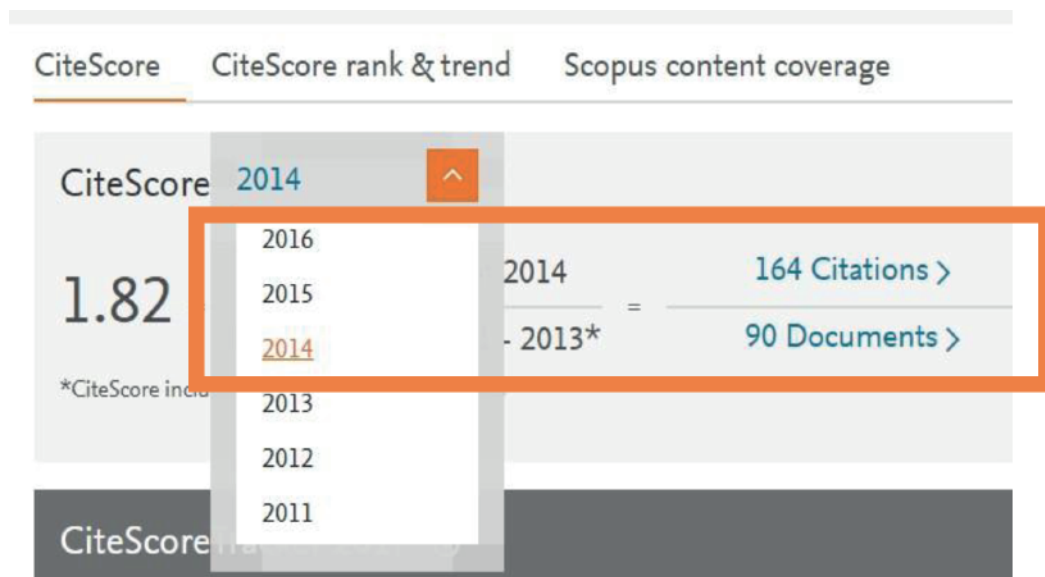 CiteScore CiteScore rank & trend Scopus content coverage
CiteScore 2014
2016
2015
2014
2013
2012
2011
1.82
2014
- 2013*
=
164 Citations >
90 Documents >
*CiteScore
CiteScore